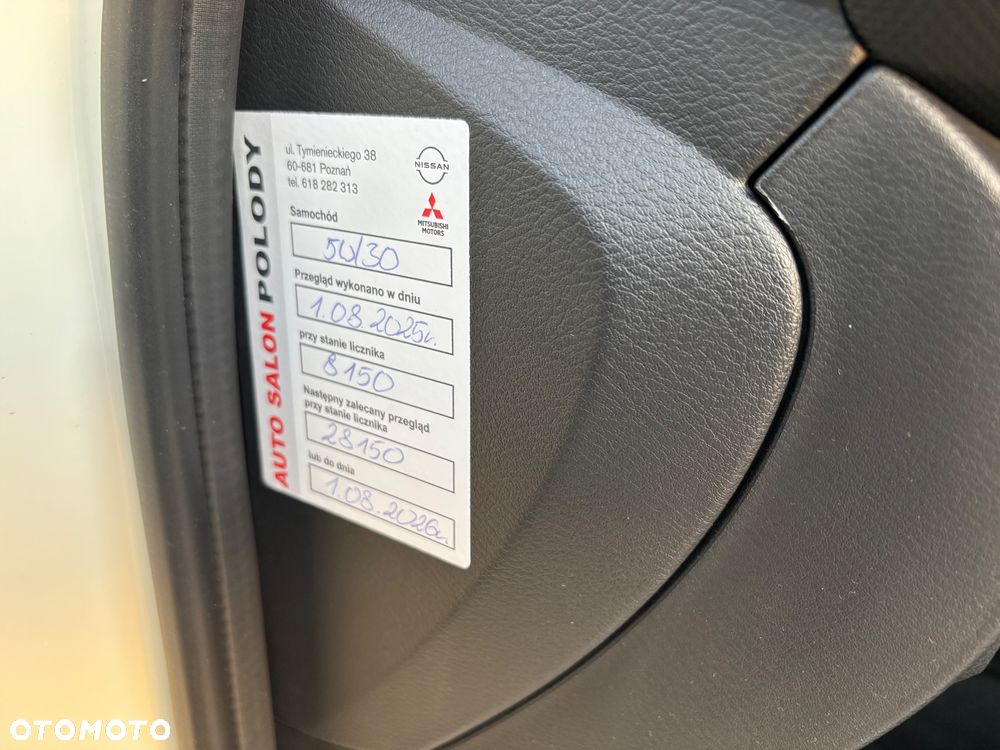 AUTO SALON POLODY
ul. Tymienieckiego 38
60-681 Poznań
tel. 618 282 313
NISSAN
MITSUBISHI
MOTORS
Samochód
5W/30
Przegląd wykonano w dniu
1.08.2025r.
przy stanie licznika
8150
Następny zalecany przegląd
przy stanie licznika
28150
lub do dnia
1.08.2026r.
OTOMOTO